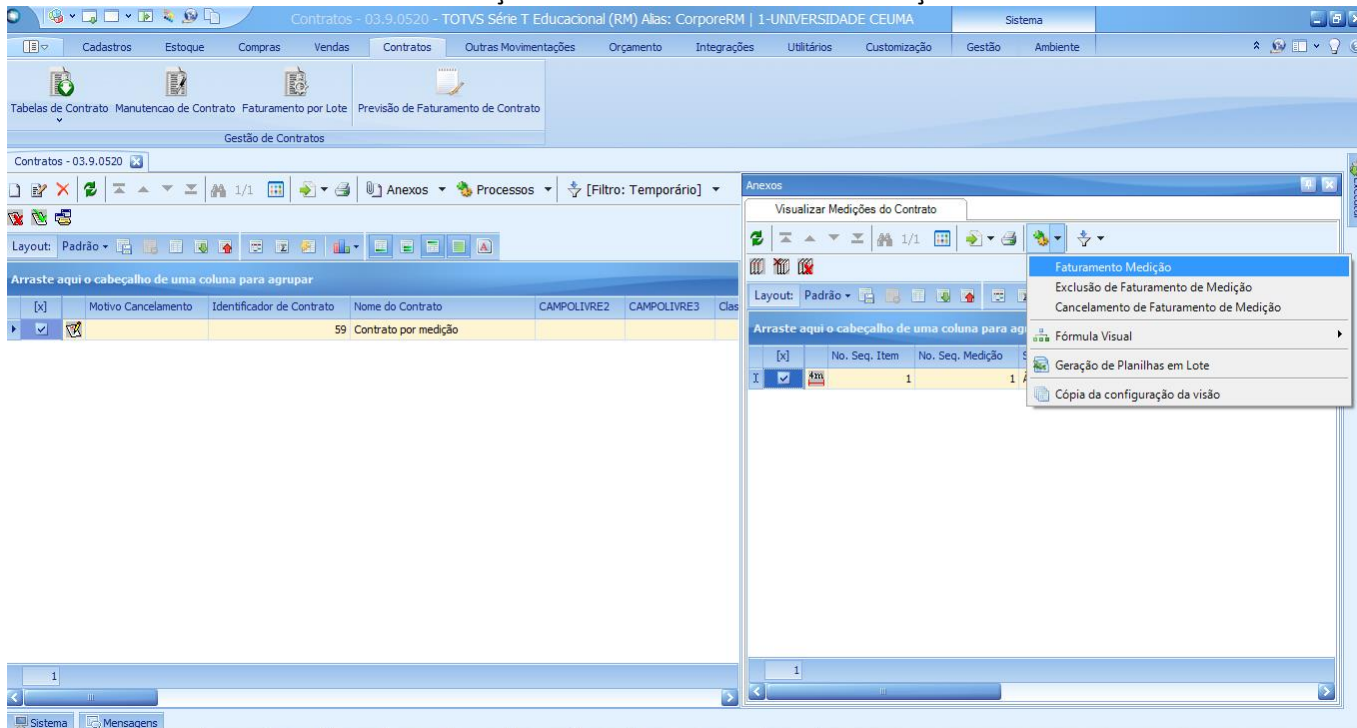 Contratos - 03.9.0520 - TOTVS Série T Educacional (RM) Alias: CorporeRM | 1-UNIVERSIDADE CEUMA
Sistema
Cadastros Estoque Compras Vendas Contratos Outras Movimentações Orçamento Integrações Utilitários Customização Gestão Ambiente
Tabelas de Contrato Manutencao de Contrato Faturamento por Lote Previsão de Faturamento de Contrato
Gestão de Contratos
Contratos - 03.9.0520
1/1 Anexos Processos [Filtro: Temporário]
Layout: Padrão
Arraste aqui o cabeçalho de uma coluna para agrupar
[x] Motivo Cancelamento Identificador de Contrato Nome do Contrato CAMPOLIVRE2 CAMPOLIVRE3 Clas
59 Contrato por medição
1
Anexos
Visualizar Medições do Contrato
1/1
Layout: Padrão
Arraste aqui o cabeçalho de uma coluna para ag
[x] No. Seq. Item No. Seq. Medição
4m 1 1
1
Faturamento Medição
Exclusão de Faturamento de Medição
Cancelamento de Faturamento de Medição
Fórmula Visual
Geração de Planilhas em Lote
Cópia da configuração da visão
Sistema Mensagens